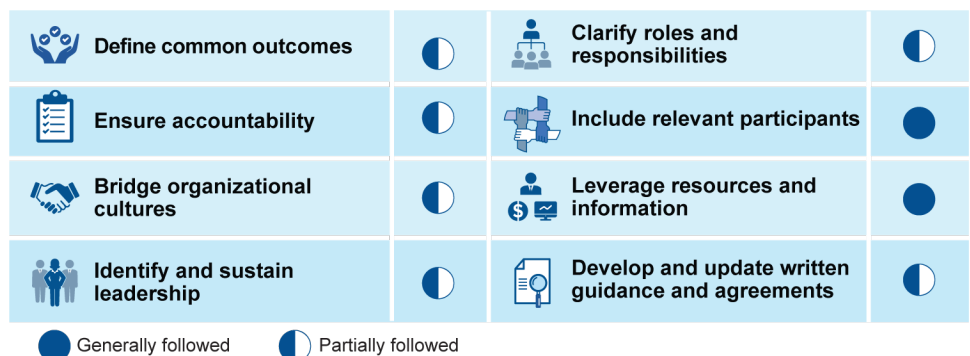 Define common outcomes
Clarify roles and
responsibilities
Ensure accountability
Include relevant participants
Bridge organizational
cultures
Leverage resources and
information
Identify and sustain
leadership
Develop and update written
guidance and agreements
Generally followed
Partially followed